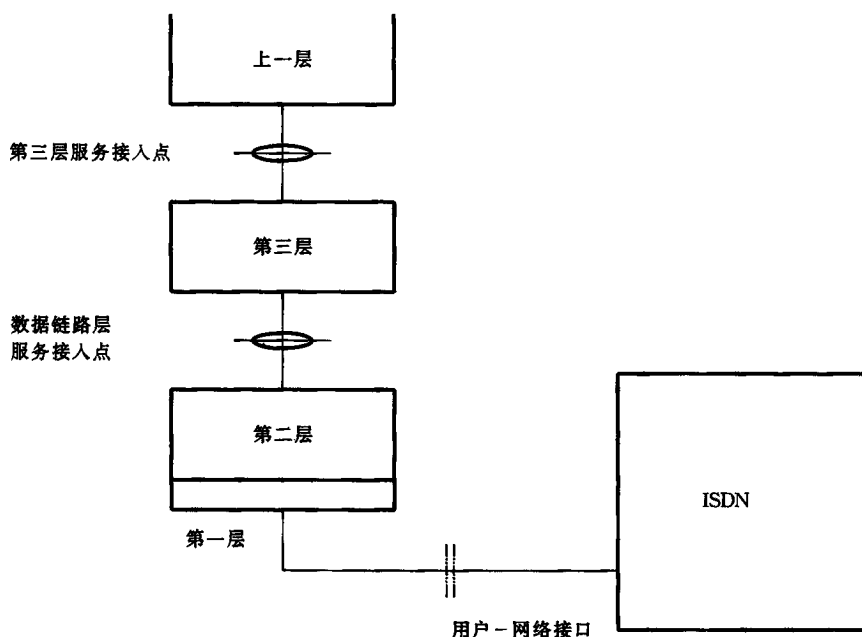 上一层
第三层服务接入点
第三层
数据链路层
服务接入点
第二层
ISDN
第一层
用户-网络接口